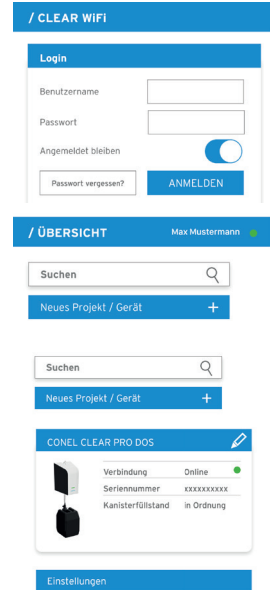 / CLEAR WiFi
Login
Benutzername
Passwort
Angemeldet bleiben
Passwort vergessen? ANMELDEN
/ ÜBERSICHT Max Mustermann
Suchen
Neues Projekt / Gerät +
Suchen
Neues Projekt / Gerät +
CONEL CLEAR PRO DOS
Verbindung Online
Seriennummer xxxxxxxxxx
Kanisterfüllstand in Ordnung
Einstellungen